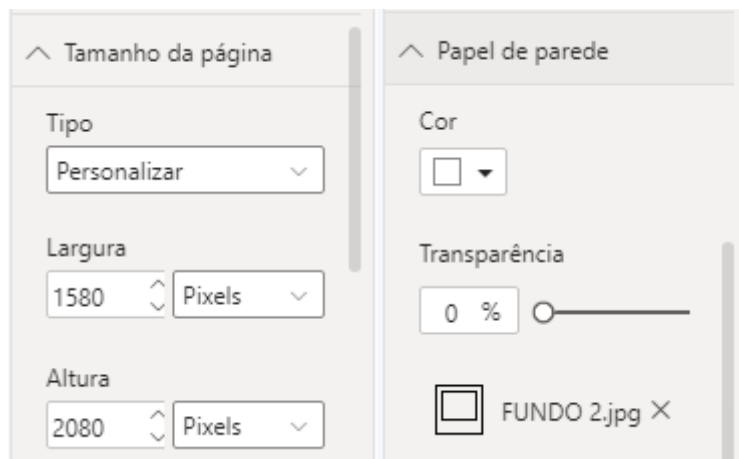 Tamanho da página
Tipo
Personalizar
Largura
1580 Pixels
Altura
2080 Pixels
Papel de parede
Cor
Transparência
0 %
FUNDO 2.jpg